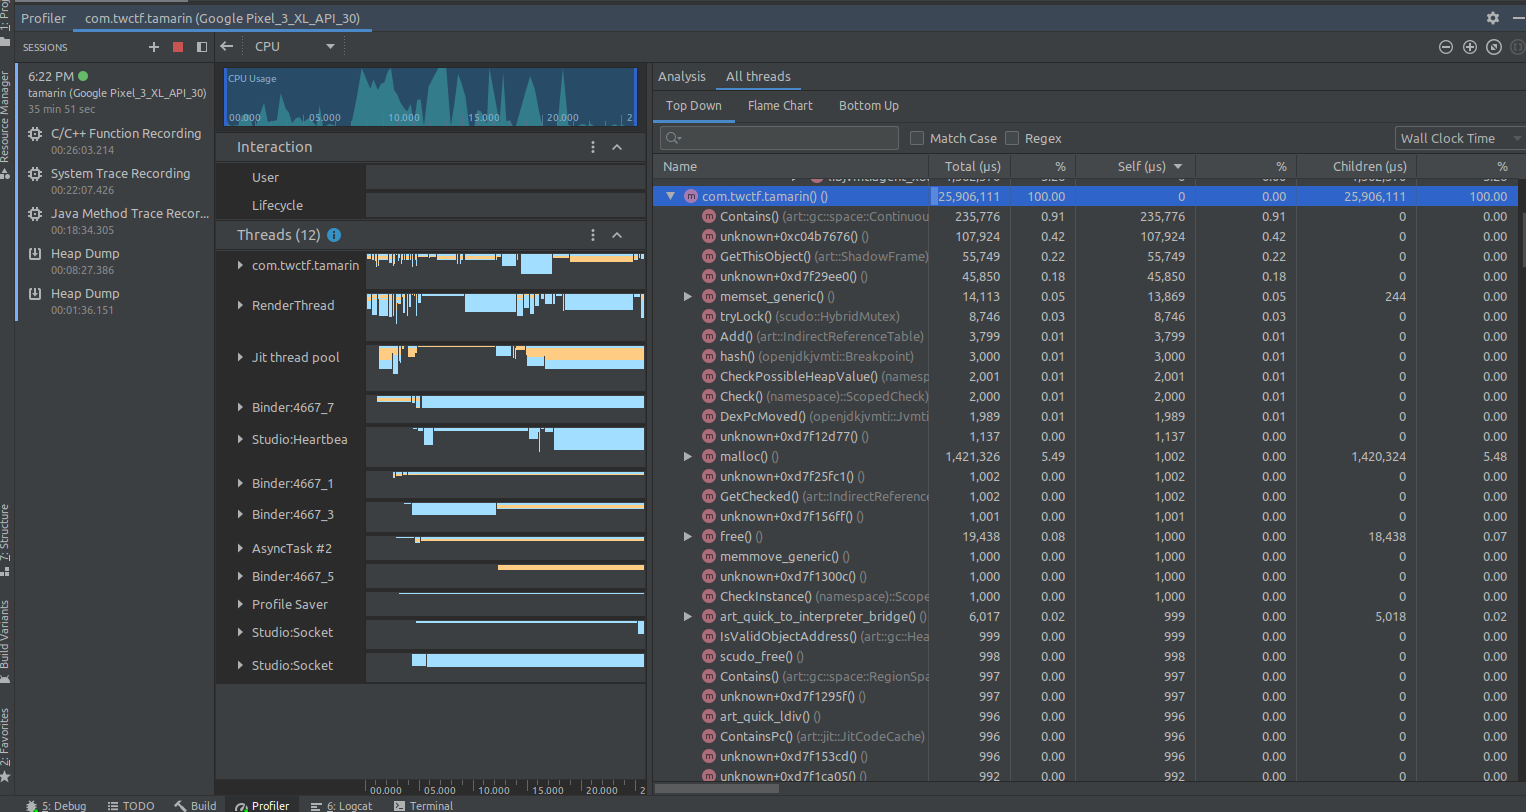 Profiler com.twctf.tamarin (Google Pixel_3_XL_API_30)
SESSIONS
CPU
6:22 PM
tamarin (Google Pixel_3_XL_API_30)
35 min 51 sec
C/C++ Function Recording
00:26:03.214
System Trace Recording
00:22:07.426
Java Method Trace Recor...
00:18:34.305
Heap Dump
00:08:27.386
Heap Dump
00:01:36.151
Resource Manager
7: Structure
Build Variants
2: Favorites
CPU Usage
00.000 05.000 10.000 15.000 20.000 2
Interaction
User
Lifecycle
Threads (12)
com.twctf.tamarin
RenderThread
Jit thread pool
Binder:4667_7
Studio:Heartbea
Binder:4667_1
Binder:4667_3
AsyncTask #2
Binder:4667_5
Profile Saver
Studio:Socket
Studio:Socket
00.000 05.000 10.000 15.000 20.000 2
Analysis All threads
Top Down Flame Chart Bottom Up
Match Case Regex Wall Clock Time
Name Total (μs) % Self (μs) % Children (μs) %
com.twctf.tamarin() () 25,906,111 100.00 0 0.00 25,906,111 100.00
Contains() (art::gc::space::Continuou 235,776 0.91 235,776 0.91 0 0.00
unknown+0xc04b7676() () 107,924 0.42 107,924 0.42 0 0.00
GetThisObject() (art::ShadowFrame) 55,749 0.22 55,749 0.22 0 0.00
unknown+0xd7f29ee0() () 45,850 0.18 45,850 0.18 0 0.00
memset_generic() () 14,113 0.05 13,869 0.05 244 0.00
tryLock() (scudo::HybridMutex) 8,746 0.03 8,746 0.03 0 0.00
Add() (art::IndirectReferenceTable) 3,799 0.01 3,799 0.01 0 0.00
hash() (openjdkjvmti::Breakpoint) 3,000 0.01 3,000 0.01 0 0.00
CheckPossibleHeapValue() (namesp 2,001 0.01 2,001 0.01 0 0.00
Check() (namespace)::ScopedCheck) 2,000 0.01 2,000 0.01 0 0.00
DexPcMoved() (openjdkjvmti::Jvmti 1,989 0.01 1,989 0.01 0 0.00
unknown+0xd7f12d77() () 1,137 0.00 1,137 0.00 0 0.00
malloc() () 1,421,326 5.49 1,002 0.00 1,420,324 5.48
unknown+0xd7f25fc1() () 1,002 0.00 1,002 0.00 0 0.00
GetChecked() (art::IndirectReference 1,002 0.00 1,002 0.00 0 0.00
unknown+0xd7f156ff() () 1,001 0.00 1,001 0.00 0 0.00
free() () 19,438 0.08 1,000 0.00 18,438 0.07
memmove_generic() () 1,000 0.00 1,000 0.00 0 0.00
unknown+0xd7f1300c() () 1,000 0.00 1,000 0.00 0 0.00
CheckInstance() (namespace)::Scope 1,000 0.00 1,000 0.00 0 0.00
art_quick_to_interpreter_bridge() () 6,017 0.02 999 0.00 5,018 0.02
IsValidObjectAddress() (art::gc::Hea 999 0.00 999 0.00 0 0.00
scudo_free() () 998 0.00 998 0.00 0 0.00
Contains() (art::gc::space::RegionSpa 997 0.00 997 0.00 0 0.00
unknown+0xd7f1295f() () 997 0.00 997 0.00 0 0.00
art_quick_ldiv() () 996 0.00 996 0.00 0 0.00
ContainsPc() (art::jit::JitCodeCache) 996 0.00 996 0.00 0 0.00
unknown+0xd7f153cd() () 996 0.00 996 0.00 0 0.00
unknown+0xd7f1ca05() () 992 0.00 992 0.00 0 0.00
5: Debug TODO Build Profiler 6: Logcat Terminal